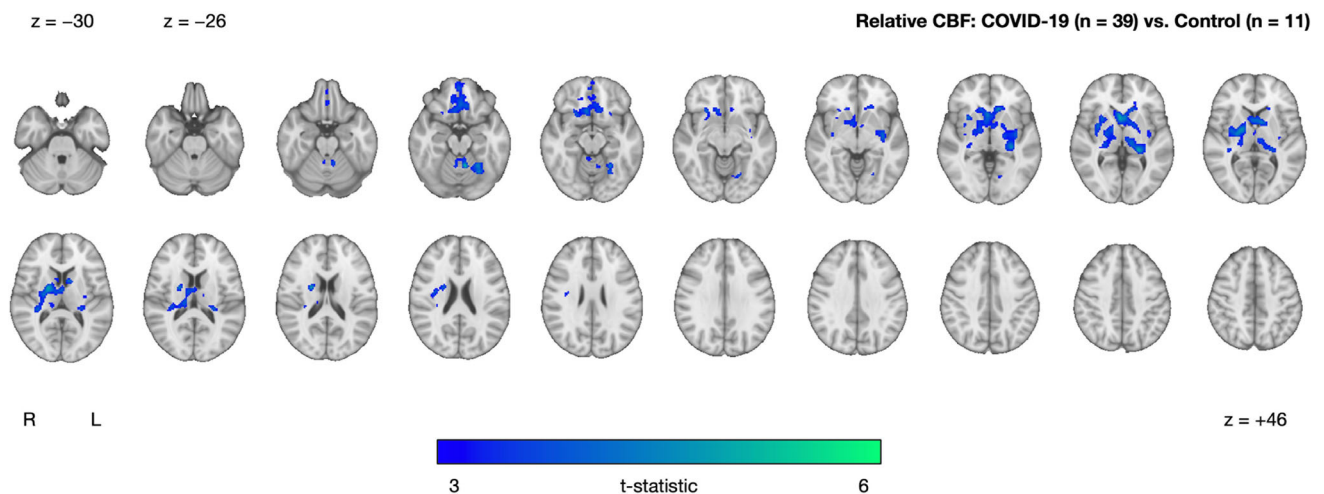 z = −30
z = −26
Relative CBF: COVID-19 (n = 39) vs. Control (n = 11)
R
L
z = +46
3
t-statistic
6